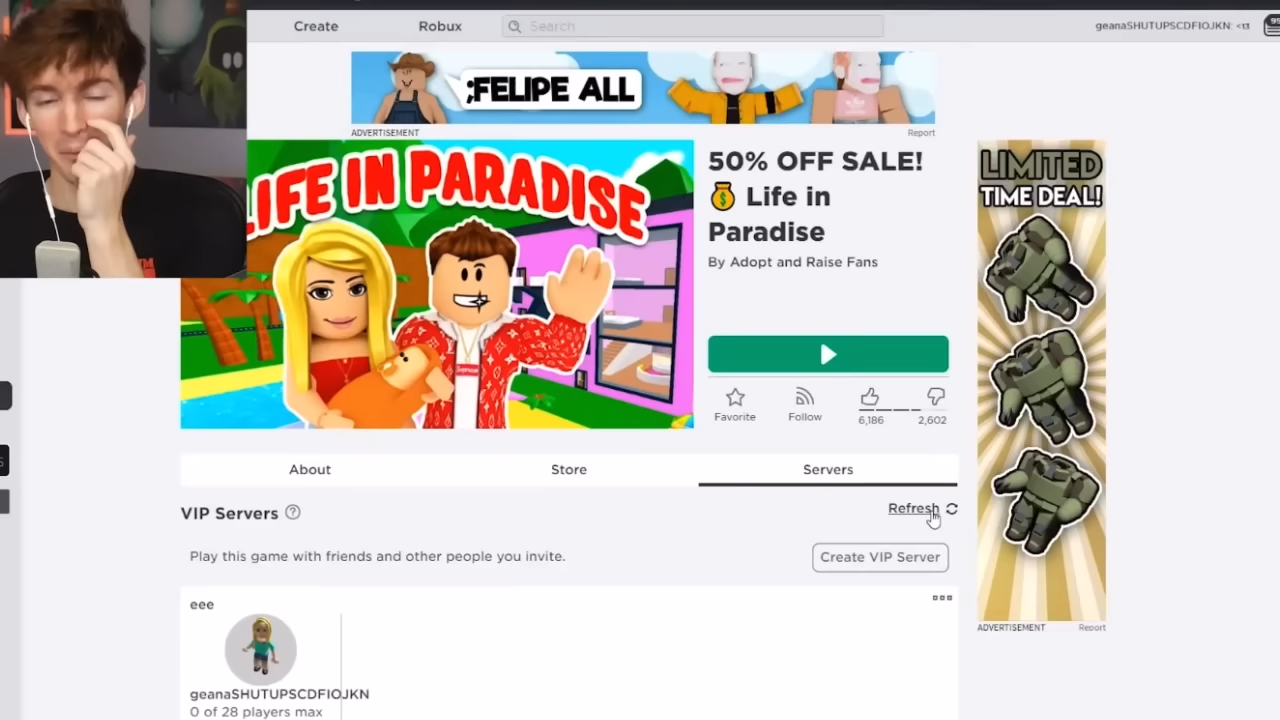 Create
Robux
Search
geanaSHUTUPSCDFIOJKN: <13
;FELIPE ALL
ADVERTISEMENT
Report
LIFE IN PARADISE
50% OFF SALE!
Life in
Paradise
By Adopt and Raise Fans
LIMITED
TIME DEAL!
Favorite
Follow
6,186
2,602
About
Store
Servers
VIP Servers
Refresh
Play this game with friends and other people you invite.
Create VIP Server
eee
geanaSHUTUPSCDFIOJKN
0 of 28 players max
ADVERTISEMENT
Report